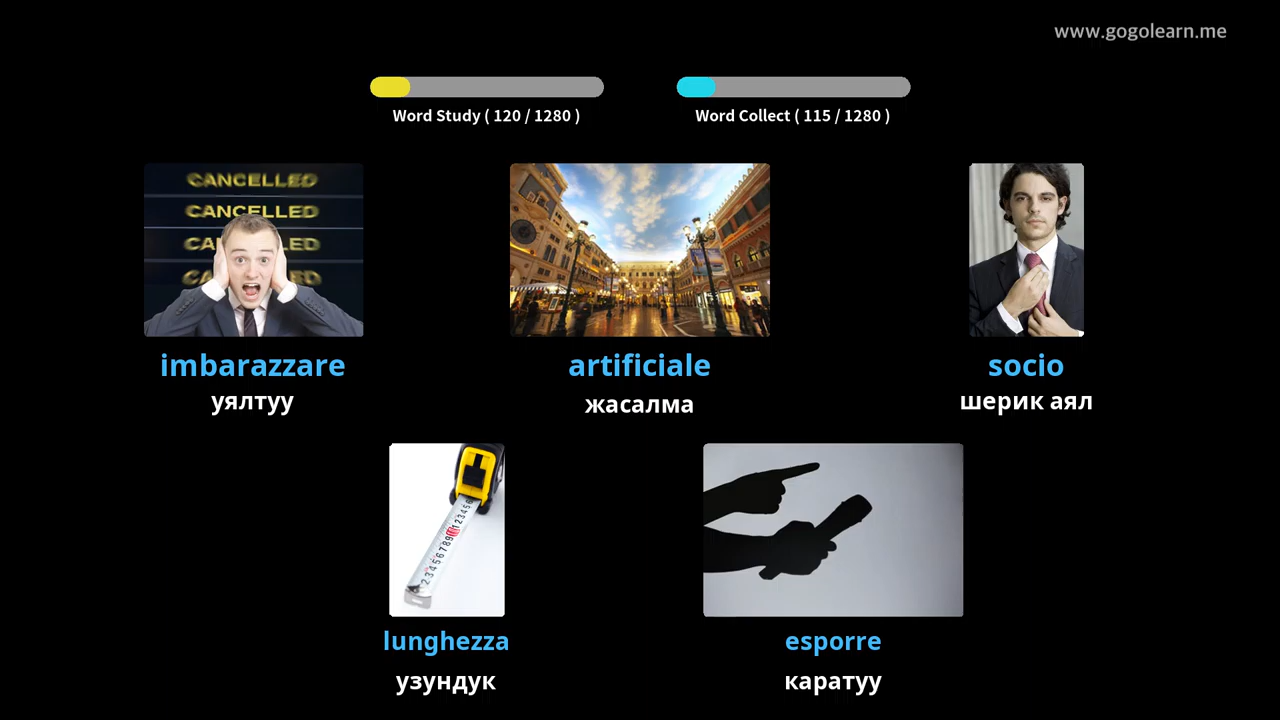 www.gogolearn.me
Word Study ( 120 / 1280 )
Word Collect ( 115 / 1280 )
CANCELLED
CANCELLED
imbarazzare
уялтуу
artificiale
жасалма
socio
шерик аял
lunghezza
узундук
esporre
каратуу